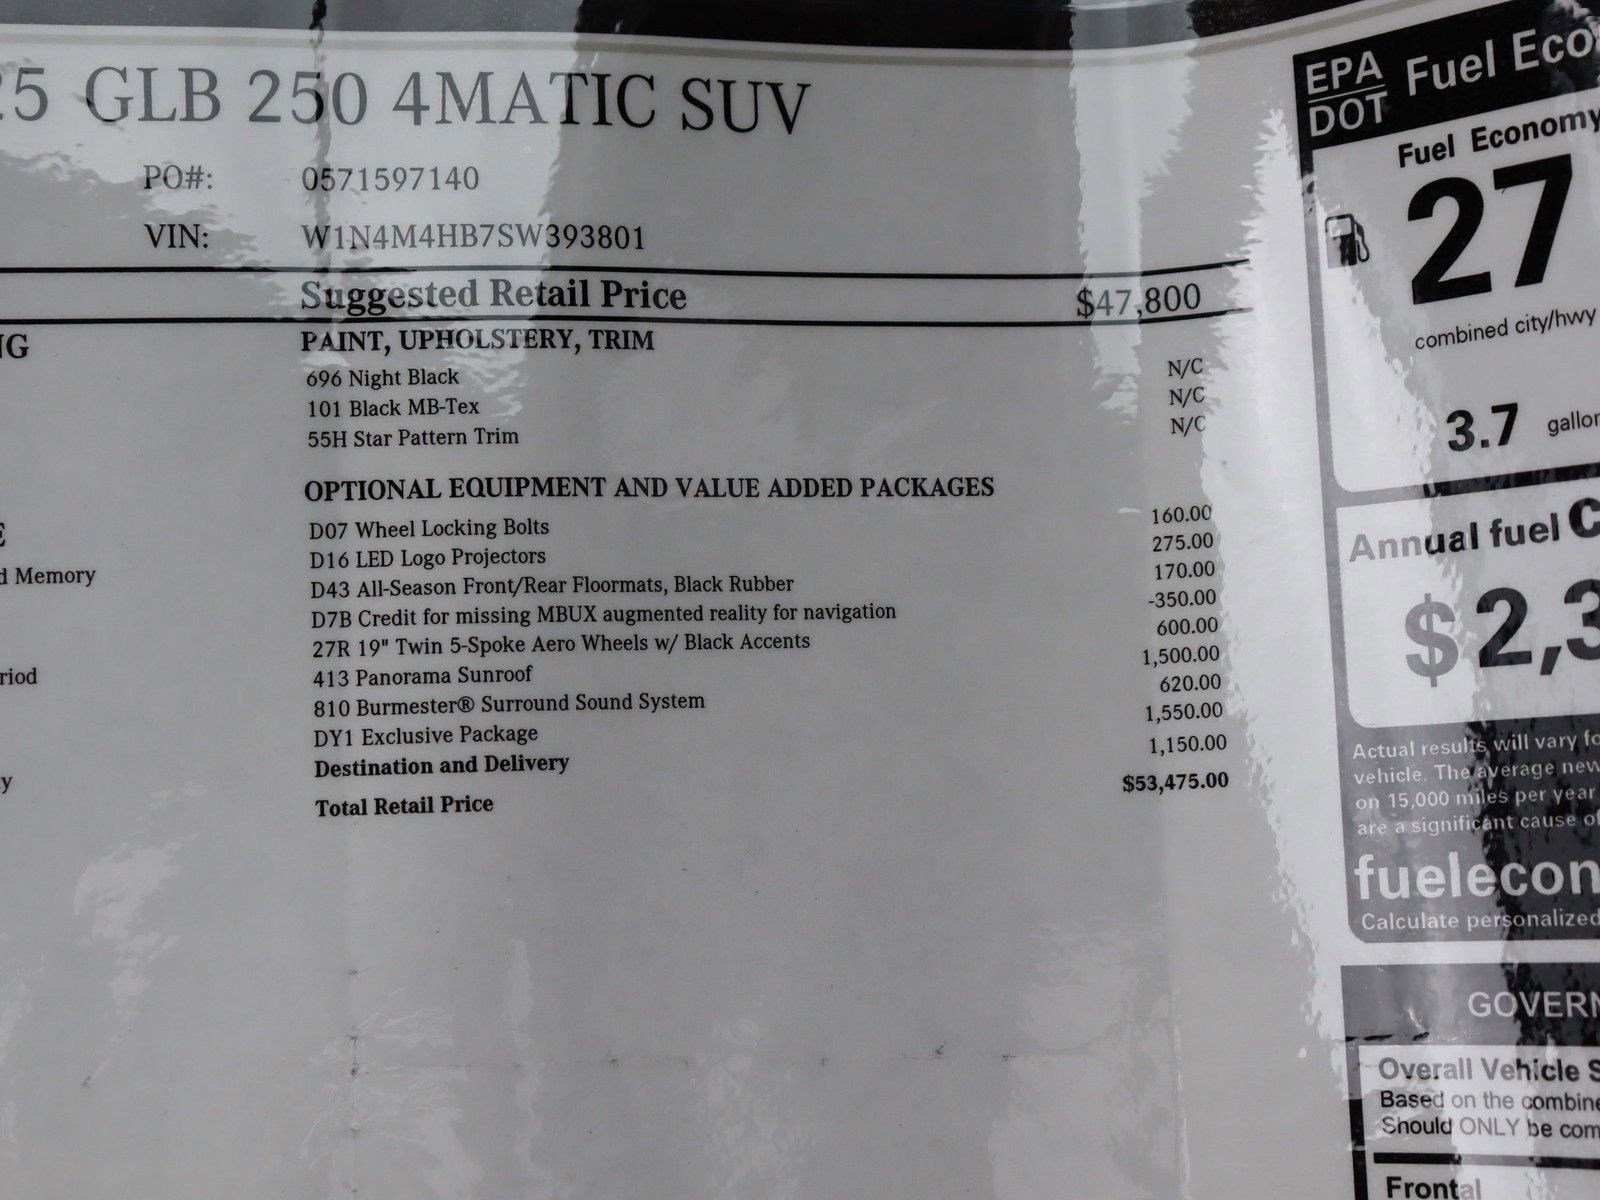 25 GLB 250 4MATIC SUV
PO#: 0571597140
VIN: W1N4M4HB7SW393801
Suggested Retail Price $47,800
NG
PAINT, UPHOLSTERY, TRIM
696 Night Black N/C
101 Black MB-Tex N/C
55H Star Pattern Trim N/C
OPTIONAL EQUIPMENT AND VALUE ADDED PACKAGES
D07 Wheel Locking Bolts 160.00
E
D16 LED Logo Projectors 275.00
d Memory
D43 All-Season Front/Rear Floormats, Black Rubber 170.00
D7B Credit for missing MBUX augmented reality for navigation -350.00
27R 19" Twin 5-Spoke Aero Wheels w/ Black Accents 600.00
riod
413 Panorama Sunroof 1,500.00
810 Burmester® Surround Sound System 620.00
DY1 Exclusive Package 1,550.00
y
Destination and Delivery 1,150.00
Total Retail Price $53,475.00
EPA
DOT
Fuel Eco
Fuel Economy
27
combined city/hwy
3.7 gallon
Annual fuel C
$2,3
Actual results will vary fo
vehicle. The average new
on 15,000 miles per year
are a significant cause of
fuelecon
Calculate personalized
GOVERN
Overall Vehicle S
Based on the combine
Should ONLY be com
Frontal